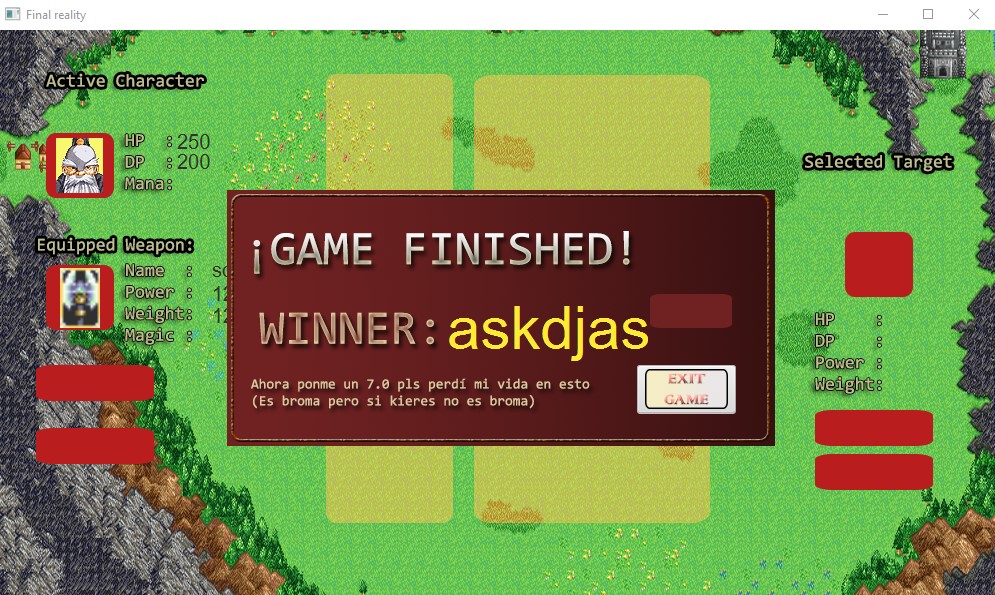 Final reality
Active Character
HP : 250
DP : 200
Mana:
Selected Target
Equipped Weapon:
Name :
Power :
Weight:
Magic :
¡GAME FINISHED!
WINNER: askdjas
Ahora ponme un 7.0 pls perdí mi vida en esto
(Es broma pero si kieres no es broma)
EXIT
GAME
HP :
DP :
Power :
Weight: